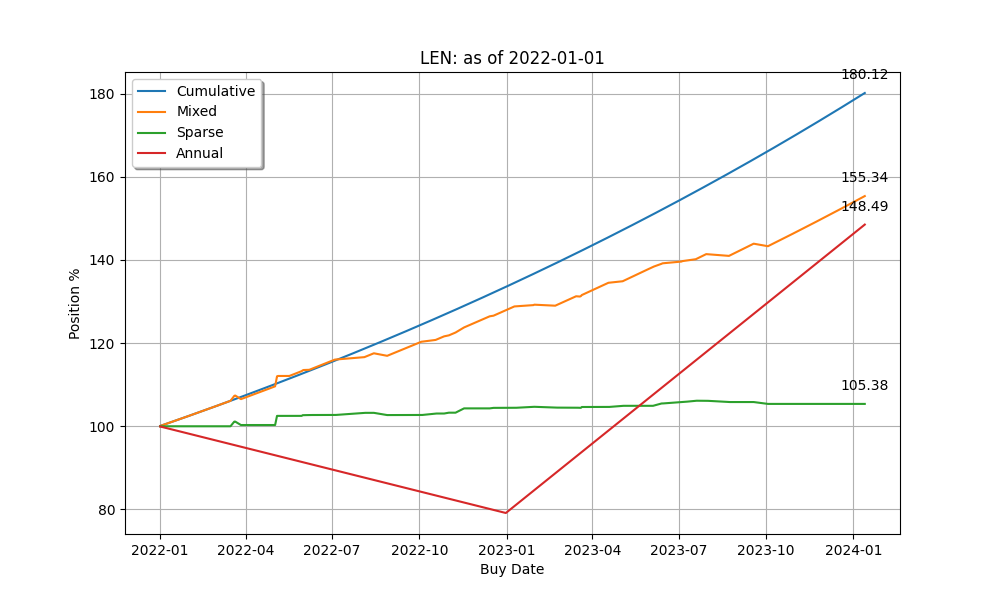 LEN: as of 2022-01-01
Cumulative
Mixed
Sparse
Annual
180.12
155.34
148.49
105.38
Position %
180
160
140
120
100
80
2022-01 2022-04 2022-07 2022-10 2023-01 2023-04 2023-07 2023-10 2024-01
Buy Date